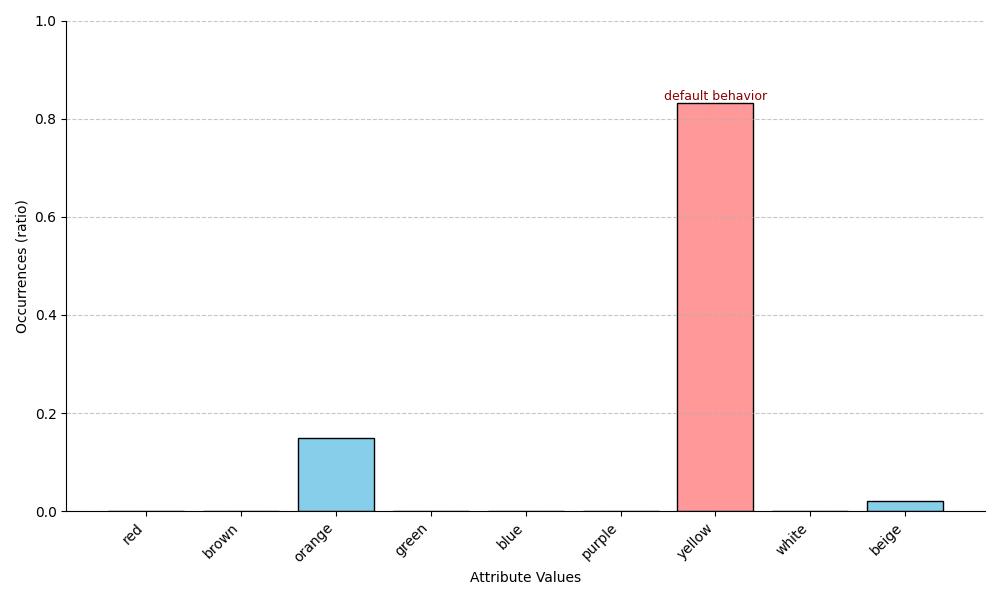 1.0
0.8
0.6
0.4
0.2
0.0
Occurrences (ratio)
default behavior
red
brown
orange
green
blue
purple
yellow
white
beige
Attribute Values